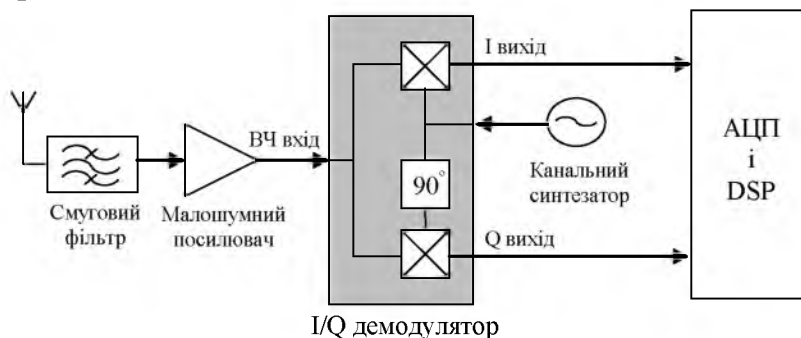 I вихід
ВЧ вхід
Канальний
синтезатор
90°
Смуговий
фільтр
Малошумний
посилювач
Q вихід
АЦП
і
DSP
I/Q демодулятор